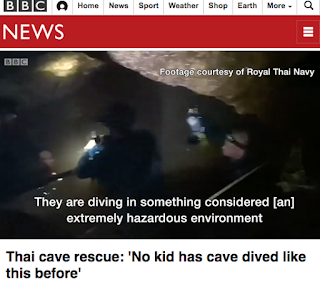 BBC Home News Sport Weather Shop Earth More
NEWS
BBC
Footage courtesy of Royal Thai Navy
They are diving in something considered [an]
extremely hazardous environment
Thai cave rescue: 'No kid has cave dived like
this before'